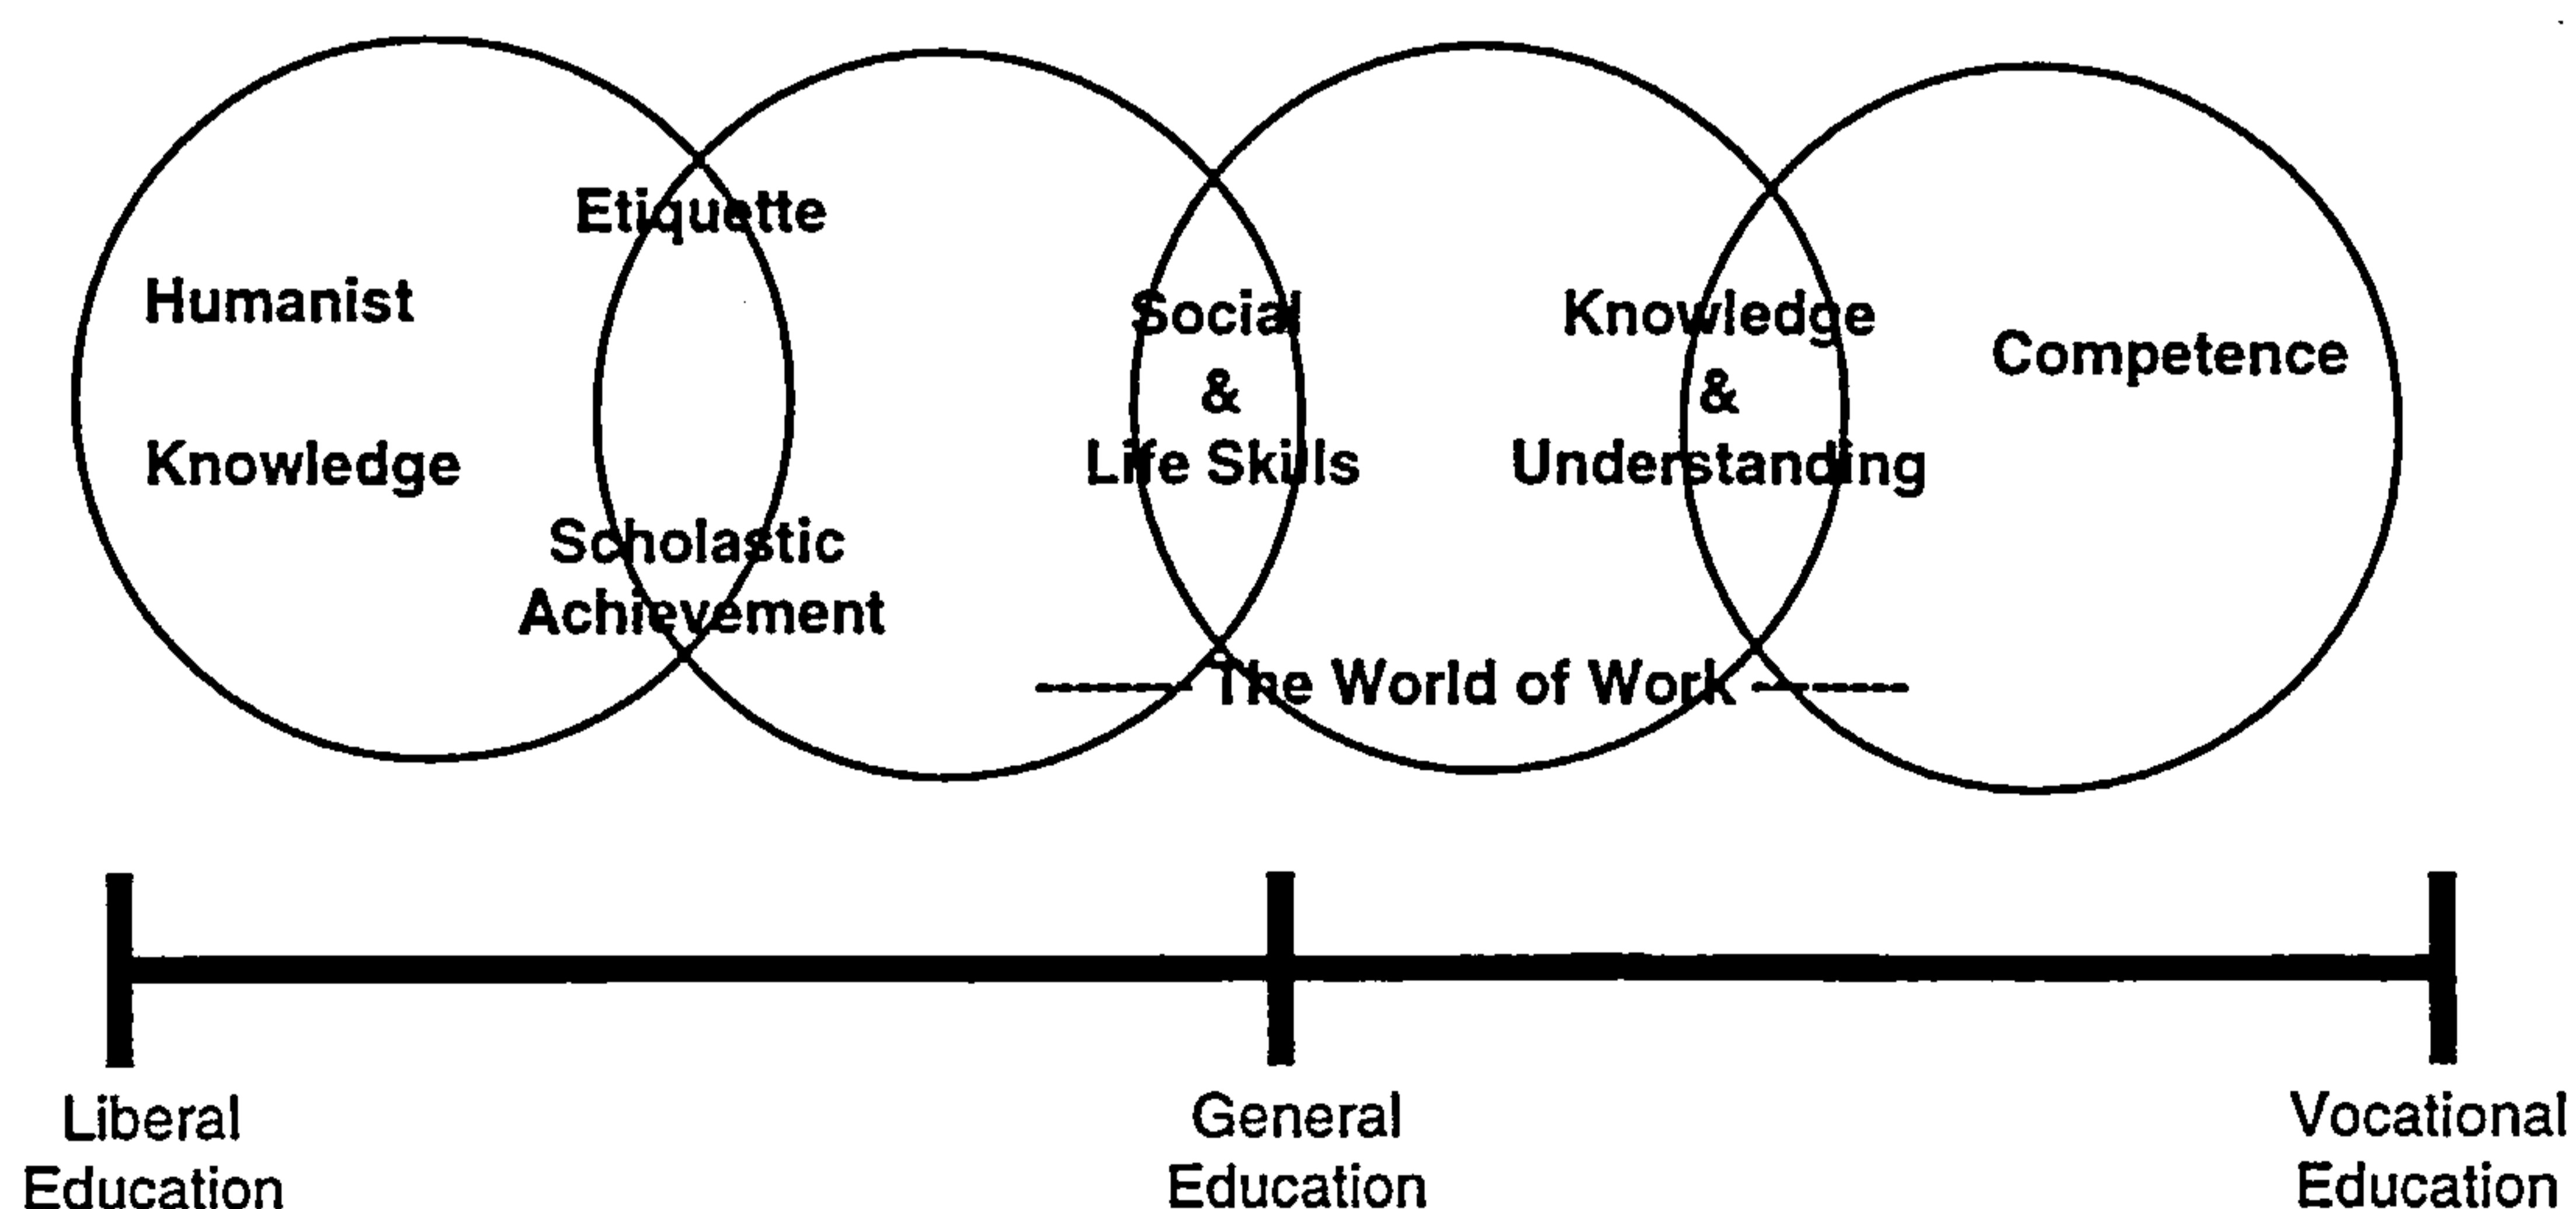 Etiquette
Humanist
Knowledge
Scholastic
Achievement
Social
&
Life Skills
Knowledge
&
Understanding
Competence
-------- The World of Work --------
Liberal
Education
General
Education
Vocational
Education